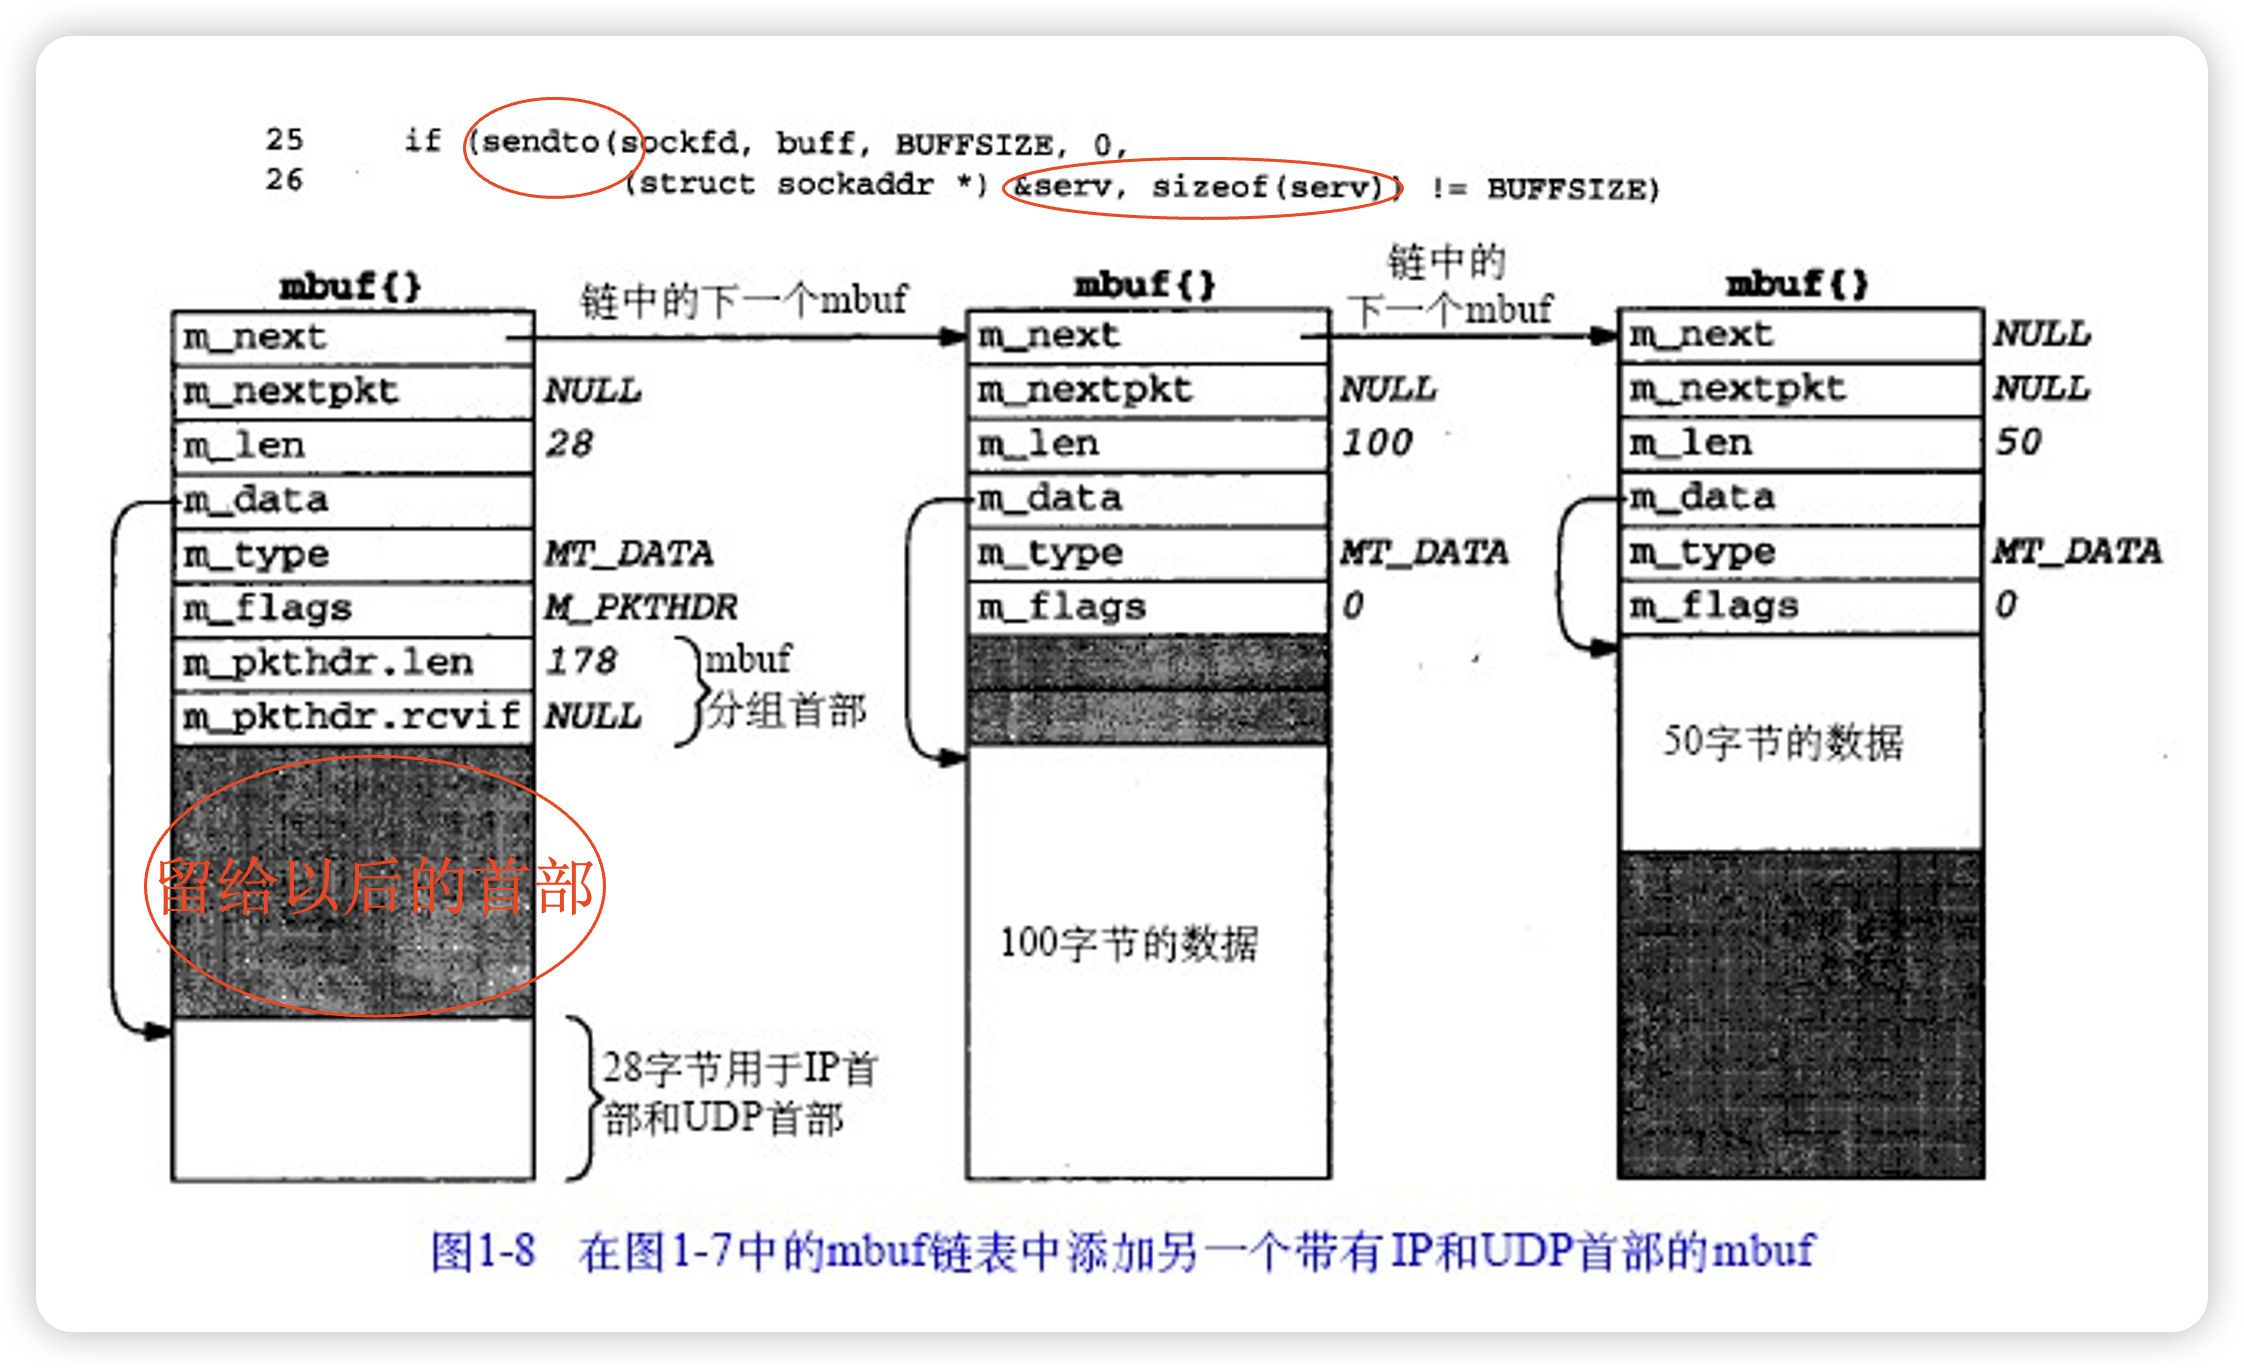 25 if (sendto(sockfd, buff, BUFFSIZE, 0,
26 (struct sockaddr *) &serv, sizeof(serv)) != BUFFSIZE)
mbuf{}
链中的下一个mbuf
m_next
m_nextpkt NULL
m_len 28
m_data
m_type MT_DATA
m_flags M_PKTHDR
m_pkthdr.len 178
m_pkthdr.rcvif NULL
mbuf
分组首部
留给以后的首部
28字节用于IP首
部和UDP首部
mbuf{}
链中的
下一个mbuf
m_next
m_nextpkt NULL
m_len 100
m_data
m_type MT_DATA
m_flags 0
100字节的数据
mbuf{}
m_next NULL
m_nextpkt NULL
m_len 50
m_data
m_type MT_DATA
m_flags 0
50字节的数据
图1-8 在图1-7中的mbuf链表中添加另一个带有IP和UDP首部的mbuf